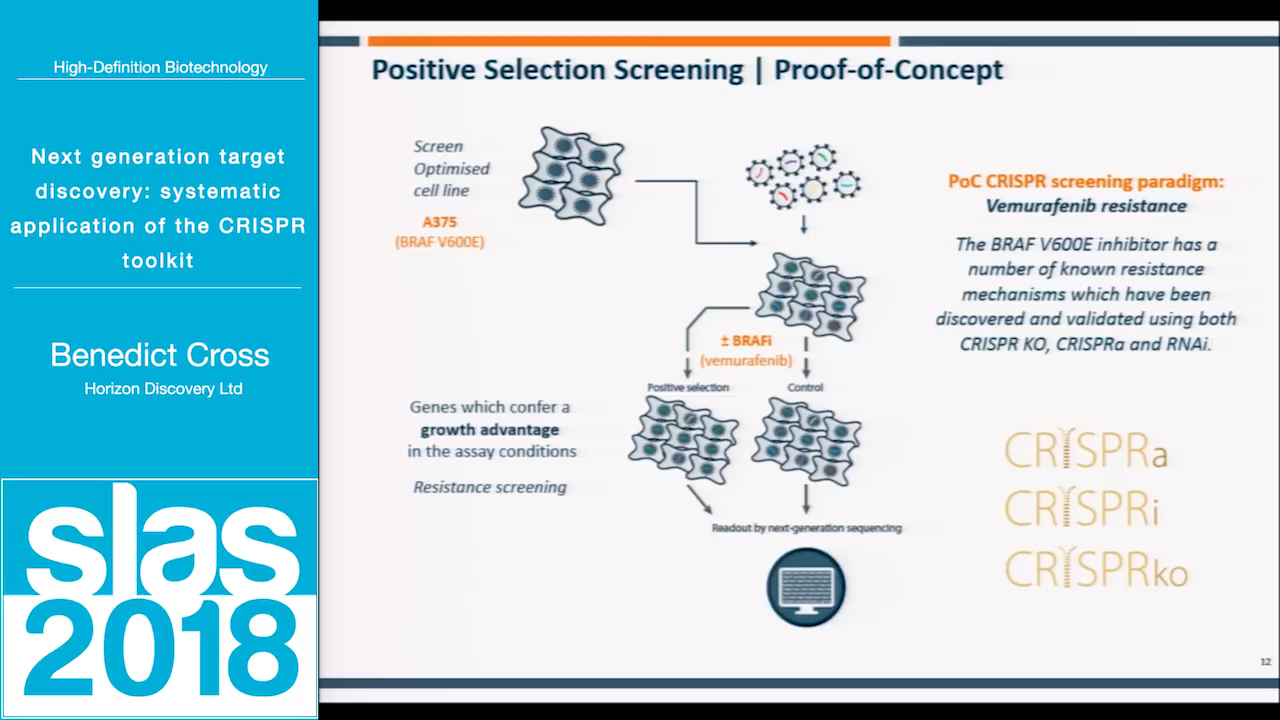 High-Definition Biotechnology
Next generation target
discovery: systematic
application of the CRISPR
toolkit
Benedict Cross
Horizon Discovery Ltd
slas
2018
Positive Selection Screening | Proof-of-Concept
Screen
Optimised
cell line
A375
(BRAF V600E)
± BRAFi
(vemurafenib)
Positive selection
Control
Genes which confer a
growth advantage
in the assay conditions
Resistance screening
Readout by next-generation sequencing
PoC CRISPR screening paradigm:
Vemurafenib resistance
The BRAF V600E inhibitor has a
number of known resistance
mechanisms which have been
discovered and validated using both
CRISPR KO, CRISPRa and RNAi.
CRISPRa
CRISPRi
CRISPRko
12